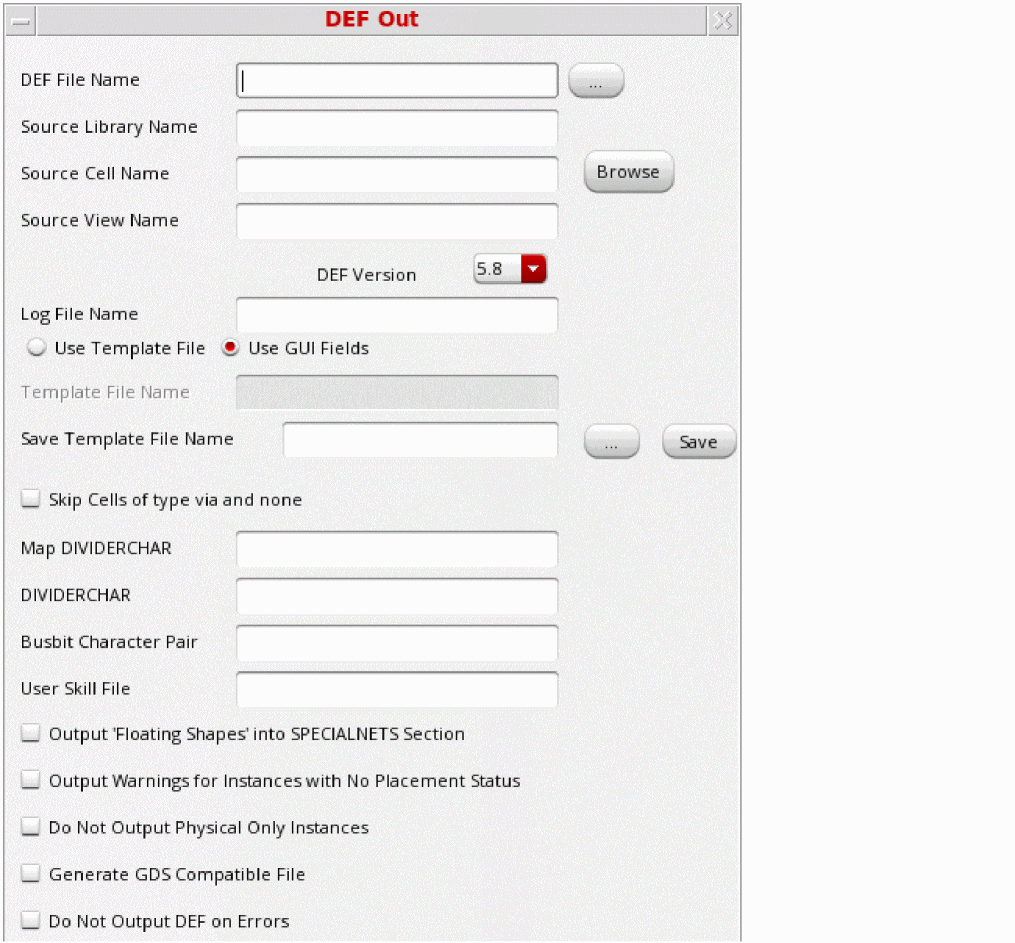 DEF Out
DEF File Name ...
Source Library Name
Source Cell Name Browse
Source View Name
DEF Version 5.8
Log File Name
Use Template File Use GUI Fields
Template File Name
Save Template File Name ... Save
Skip Cells of type via and none
Map DIVIDERCHAR
DIVIDERCHAR
Busbit Character Pair
User Skill File
Output 'Floating Shapes' into SPECIALNETS Section
Output Warnings for Instances with No Placement Status
Do Not Output Physical Only Instances
Generate GDS Compatible File
Do Not Output DEF on Errors